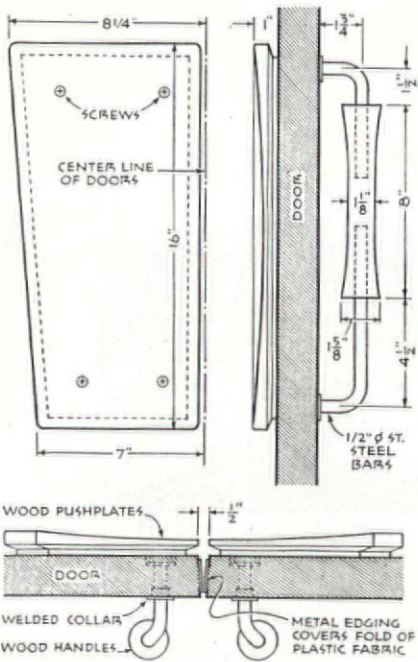 8 1/4"
1"
1 3/4"
1 1/2"
SCREWS
CENTER LINE
OF DOORS
16"
DOOR
1 1/8"
8"
1 5/8"
4 1/2"
7"
1/2" Ø ST.
STEEL
BARS
WOOD PUSHPLATES
1/2"
DOOR
WELDED COLLAR
WOOD HANDLES
METAL EDGING
COVERS FOLD OF
PLASTIC FABRIC